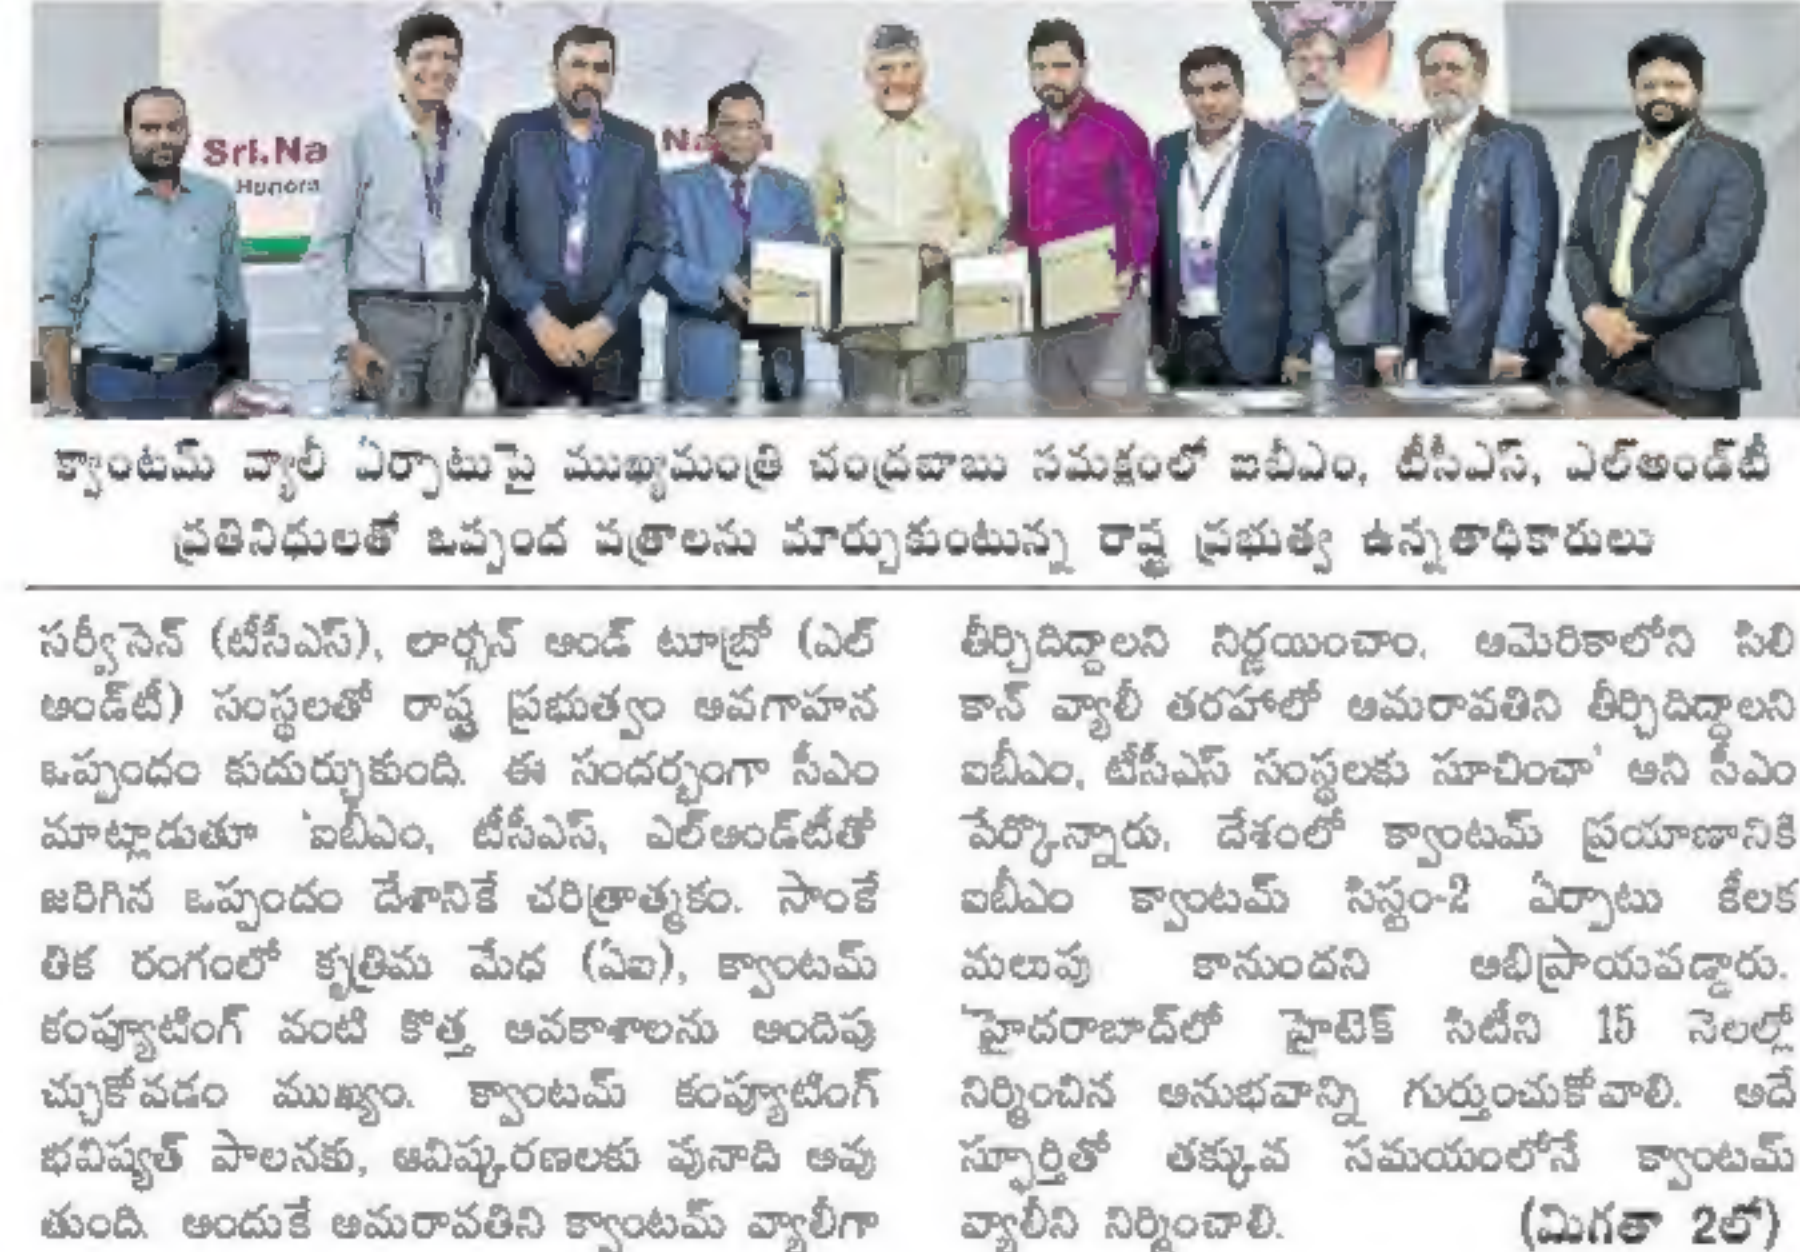 Sri.Na
Honora
Na
క్వాంటమ్ వ్యాలీ ఏర్పాటుపై ముఖ్యమంత్రి చంద్రబాబు సమక్షంలో ఐబీఎం, టీసీఎస్, ఎల్అండ్‌టీ
ప్రతినిధులతో ఒప్పంద పత్రాలను మార్చుకుంటున్న రాష్ట్ర ప్రభుత్వ ఉన్నతాధికారులు
సర్వీసెస్ (టీసీఎస్), లార్సన్ అండ్ టూబ్రో (ఎల్
అండ్‌టీ) సంస్థలతో రాష్ట్ర ప్రభుత్వం అవగాహన
ఒప్పందం కుదుర్చుకుంది. ఈ సందర్భంగా సీఎం
మాట్లాడుతూ 'ఐబీఎం, టీసీఎస్, ఎల్అండ్‌టీతో
జరిగిన ఒప్పందం దేశానికే చరిత్రాత్మకం. సాంకే
తిక రంగంలో కృత్రిమ మేధ (ఏఐ), క్వాంటమ్
కంప్యూటింగ్ వంటి కొత్త అవకాశాలను అందిపు
చ్చుకోవడం ముఖ్యం. క్వాంటమ్ కంప్యూటింగ్
భవిష్యత్ పాలనకు, ఆవిష్కరణలకు పునాది అవు
తుంది. అందుకే అమరావతిని క్వాంటమ్ వ్యాలీగా
తీర్చిదిద్దాలని నిర్ణయించాం. అమెరికాలోని సిలి
కాన్ వ్యాలీ తరహాలో అమరావతిని తీర్చిదిద్దాలని
ఐబీఎం, టీసీఎస్ సంస్థలకు సూచించా' అని సీఎం
పేర్కొన్నారు. దేశంలో క్వాంటమ్ ప్రయాణానికి
ఐబీఎం క్వాంటమ్ సిస్టం-2 ఏర్పాటు కీలక
మలుపు కానుందని అభిప్రాయపడ్డారు.
'హైదరాబాద్‌లో హైటెక్ సిటీని 15 నెలల్లో
నిర్మించిన అనుభవాన్ని గుర్తుంచుకోవాలి. అదే
స్ఫూర్తితో తక్కువ సమయంలోనే క్వాంటమ్
వ్యాలీని నిర్మించాలి. (మిగతా 2లో)